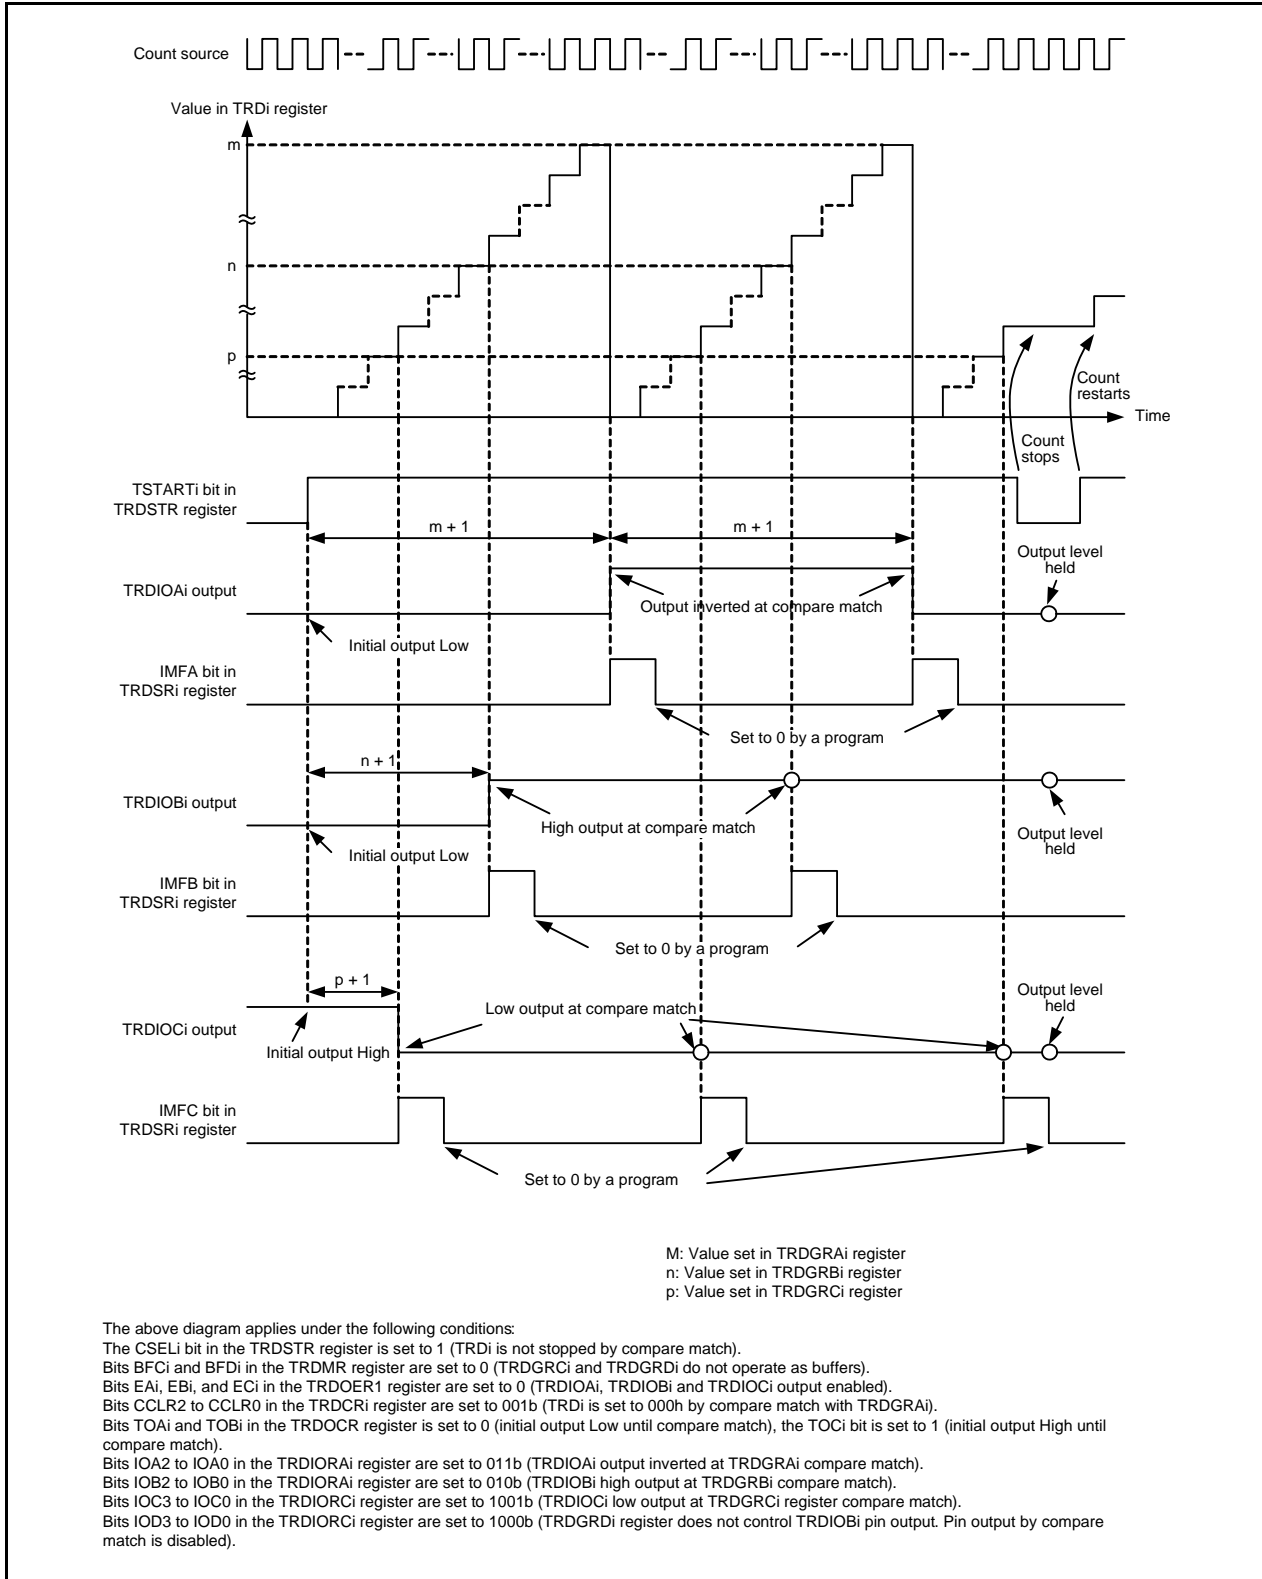 Count source
Value in TRDi register
m
n
p
Count
restarts
Time
Count
stops
TSTARTi bit in
TRDSTR register
m + 1
m + 1
Output level
held
TRDIOAi output
Output inverted at compare match
Initial output Low
IMFA bit in
TRDSRi register
Set to 0 by a program
n + 1
TRDIOBi output
High output at compare match
Output level
held
Initial output Low
IMFB bit in
TRDSRi register
Set to 0 by a program
p + 1
Output level
held
Low output at compare match
TRDIOCi output
Initial output High
IMFC bit in
TRDSRi register
Set to 0 by a program
M: Value set in TRDGRAi register
n: Value set in TRDGRBi register
p: Value set in TRDGRCi register
The above diagram applies under the following conditions:
The CSELi bit in the TRDSTR register is set to 1 (TRDi is not stopped by compare match).
Bits BFCi and BFDi in the TRDMR register are set to 0 (TRDGRCi and TRDGRDi do not operate as buffers).
Bits EAi, EBi, and ECi in the TRDOER1 register are set to 0 (TRDIOAi, TRDIOBi and TRDIOCi output enabled).
Bits CCLR2 to CCLR0 in the TRDCRi register are set to 001b (TRDi is set to 000h by compare match with TRDGRAi).
Bits TOAi and TOBi in the TRDOCR register is set to 0 (initial output Low until compare match), the TOCi bit is set to 1 (initial output High until
compare match).
Bits IOA2 to IOA0 in the TRDIORAi register are set to 011b (TRDIOAi output inverted at TRDGRAi compare match).
Bits IOB2 to IOB0 in the TRDIORAi register are set to 010b (TRDIOBi high output at TRDGRBi compare match).
Bits IOC3 to IOC0 in the TRDIORCi register are set to 1001b (TRDIOCi low output at TRDGRCi register compare match).
Bits IOD3 to IOD0 in the TRDIORCi register are set to 1000b (TRDGRDi register does not control TRDIOBi pin output. Pin output by compare
match is disabled).